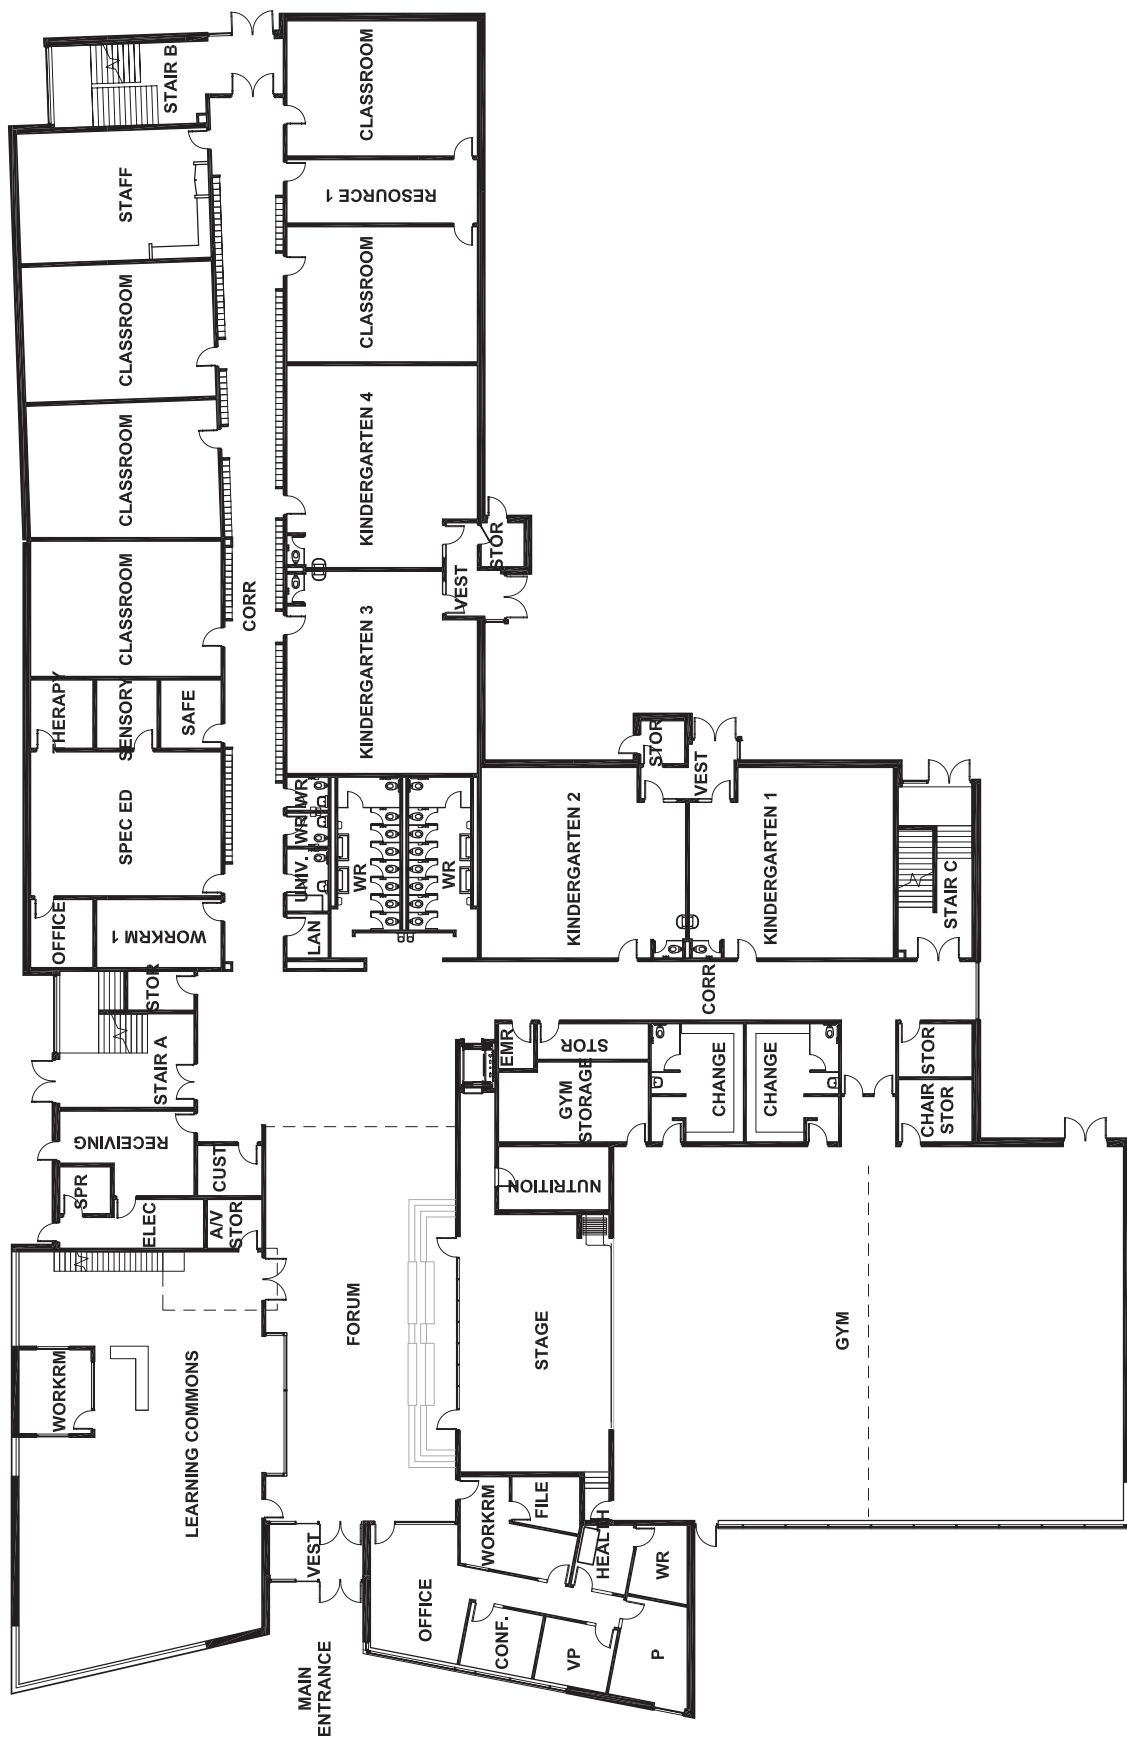 STAIR B
CLASSROOM
STAFF
RESOURCE 1
CLASSROOM
CLASSROOM
KINDERGARTEN 4
CLASSROOM
STOR
CORR
VEST
CLASSROOM
KINDERGARTEN 3
HERAPY
SENSORY
SAFE
STOR
VEST
SPEC ED
WR
WR
UNIV.
WR
WR
KINDERGARTEN 2
KINDERGARTEN 1
STAIR C
OFFICE
WORKRM 1
LAN
STOR
CORR
STAIR A
EMR
STOR
STOR
GYM
STORAGE
CHANGE
CHANGE
CHAIR
STOR
RECEIVING
SPR
CUST
NUTRITION
ELEC
A/V
STOR
FORUM
STAGE
GYM
WORKRM
LEARNING COMMONS
FILE
WORKRM
VEST
HEALTH
WR
OFFICE
CONF.
VP
P
MAIN
ENTRANCE